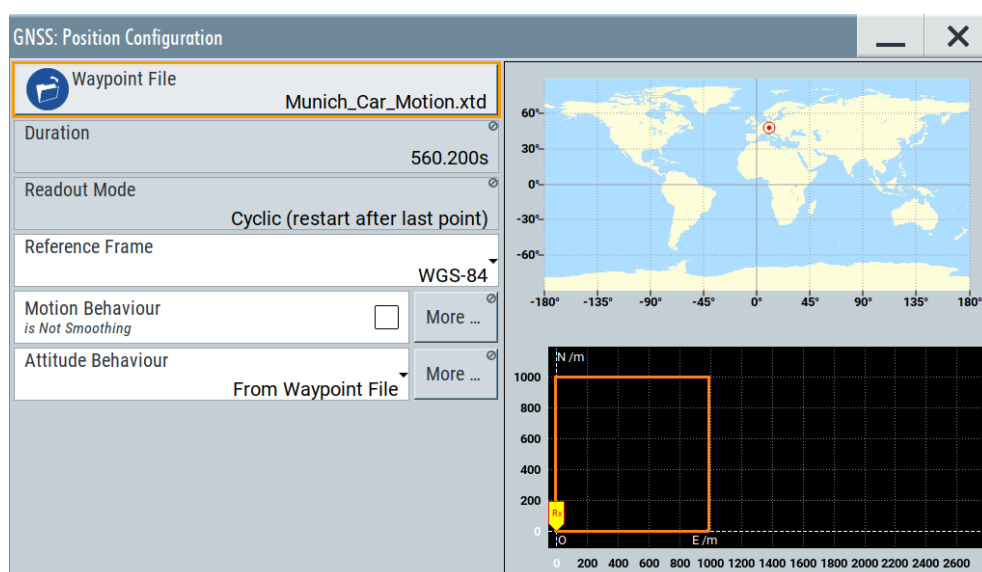 GNSS: Position Configuration
Waypoint File
Munich_Car_Motion.xtd
Duration
560.200s
Readout Mode
Cyclic (restart after last point)
Reference Frame
WGS-84
Motion Behaviour
is Not Smoothing
More ...
Attitude Behaviour
From Waypoint File
More ...
60°
30°
0°
-30°
-60°
-180° -135° -90° -45° 0° 45° 90° 135° 180°
N /m
1000
800
600
400
200
Rx
0
0 E /m
0 200 400 600 800 1000 1200 1400 1600 1800 2000 2200 2400 2600